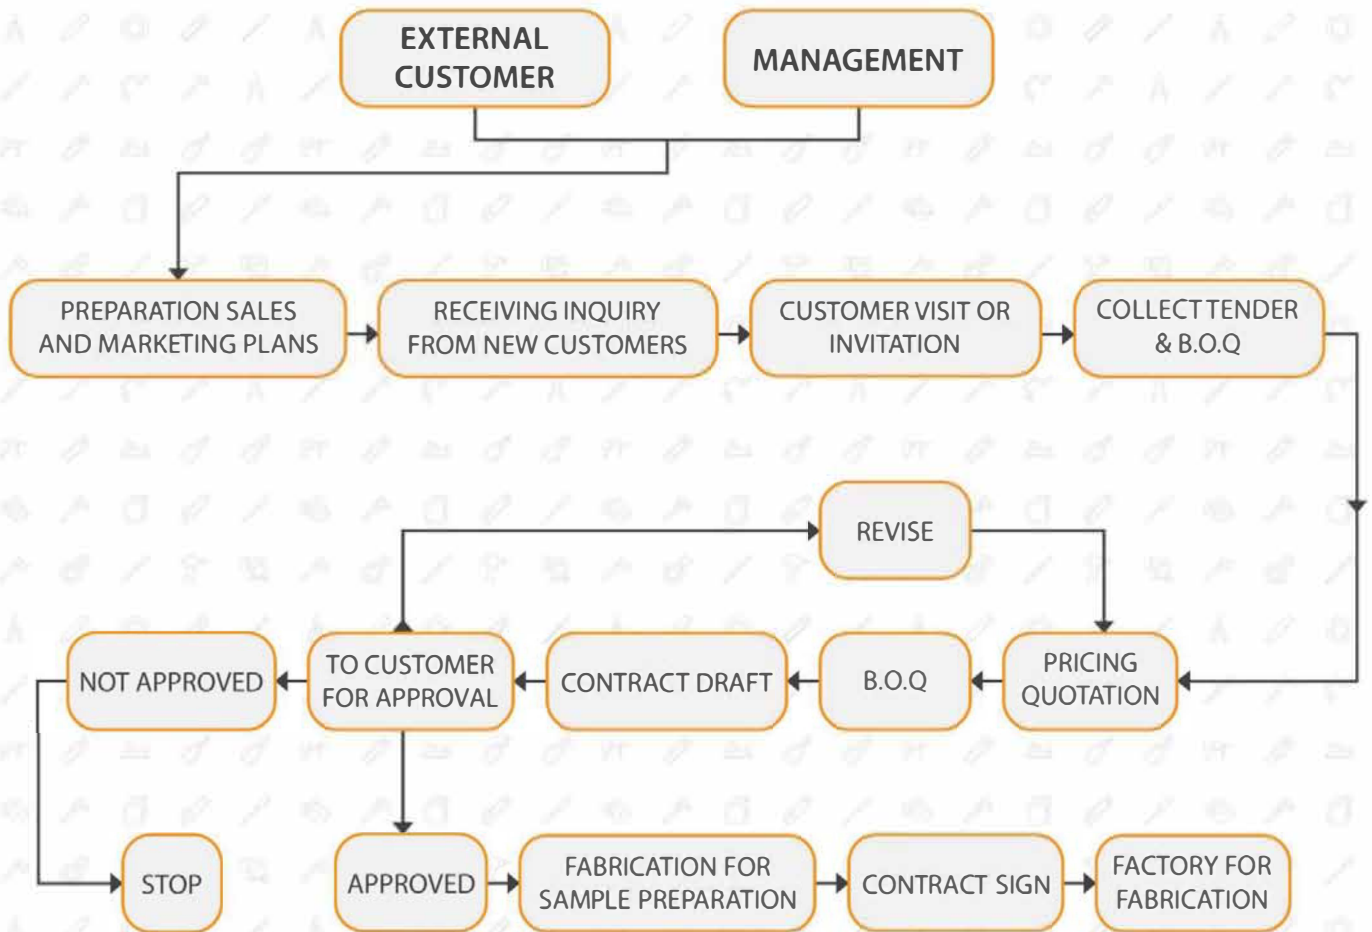 EXTERNAL
CUSTOMER
MANAGEMENT
PREPARATION SALES
AND MARKETING PLANS
RECEIVING INQUIRY
FROM NEW CUSTOMERS
CUSTOMER VISIT OR
INVITATION
COLLECT TENDER
& B.O.Q
REVISE
NOT APPROVED
TO CUSTOMER
FOR APPROVAL
CONTRACT DRAFT
B.O.Q
PRICING
QUOTATION
STOP
APPROVED
FABRICATION FOR
SAMPLE PREPARATION
CONTRACT SIGN
FACTORY FOR
FABRICATION